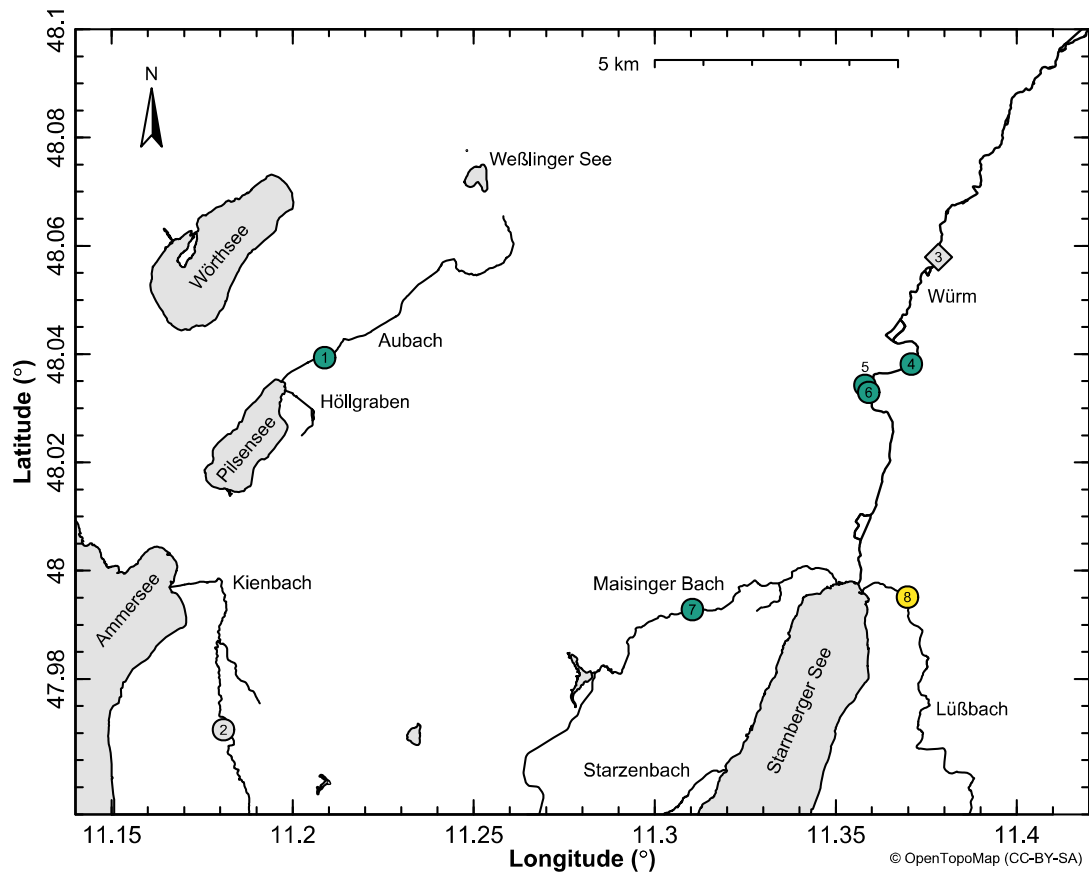 48.1
48.08
48.06
48.04
48.02
48
47.98
Latitude (°)
N
5 km
Weßlinger See
Wörthsee
3
Würm
Aubach
1
4
5
6
Höllgraben
Pilsensee
Kienbach
Ammersee
2
Maisinger Bach
7
8
Starnberger See
Lüßbach
Starzenbach
11.15
11.2
11.25
11.3
11.35
11.4
Longitude (°)
© OpenTopoMap (CC-BY-SA)